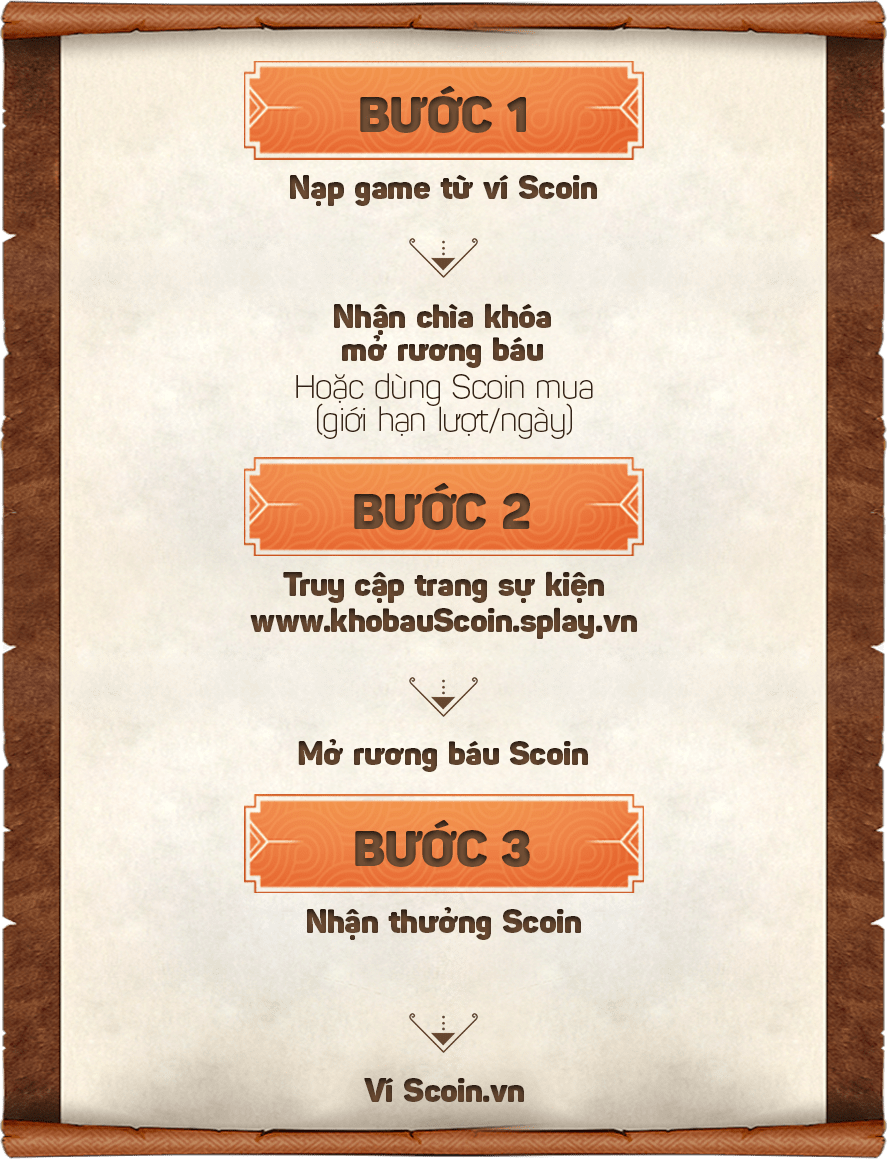 BƯỚC 1
Nạp game từ ví Scoin
Nhận chìa khóa
mở rương báu
Hoặc dùng Scoin mua
(giới hạn lượt/ngày)
BƯỚC 2
Truy cập trang sự kiện
www.khobauScoin.splay.vn
Mở rương báu Scoin
BƯỚC 3
Nhận thưởng Scoin
Ví Scoin.vn